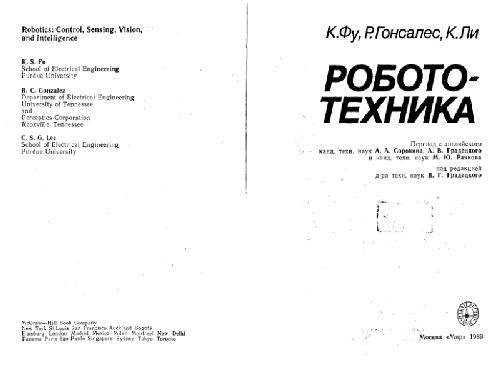 Robotics: Control, Sensing, Vision,
and Intelligence
K. S. Fu
School of Electrical Engineering
Purdue University
R. C. Gonzalez
Department of Electrical Engineering
University of Tennessee
and
Perceptics Corporation
Knoxville, Tennessee
C. S. G. Lee
School of Electrical Engineering
Purdue University
McGraw—Hill Book Company
New York St Louis San Francisco Auckland Bogotá
Hamburg London Madrid Mexico Milan Montreal New Delhi
Panama Paris São Paulo Singapore Sydney Tokyo Toronto
К.Фу, Р.Гонсалес, К.Ли
РОБОТО-
ТЕХНИКА
Перевод с английского
канд. техн. наук А. А. Сорокина, А. В. Градецкого
и канд. техн. наук М. Ю. Рачкова
под редакцией
д-ра техн. наук В. Г. Градецкого
Москва «Мир» 1989